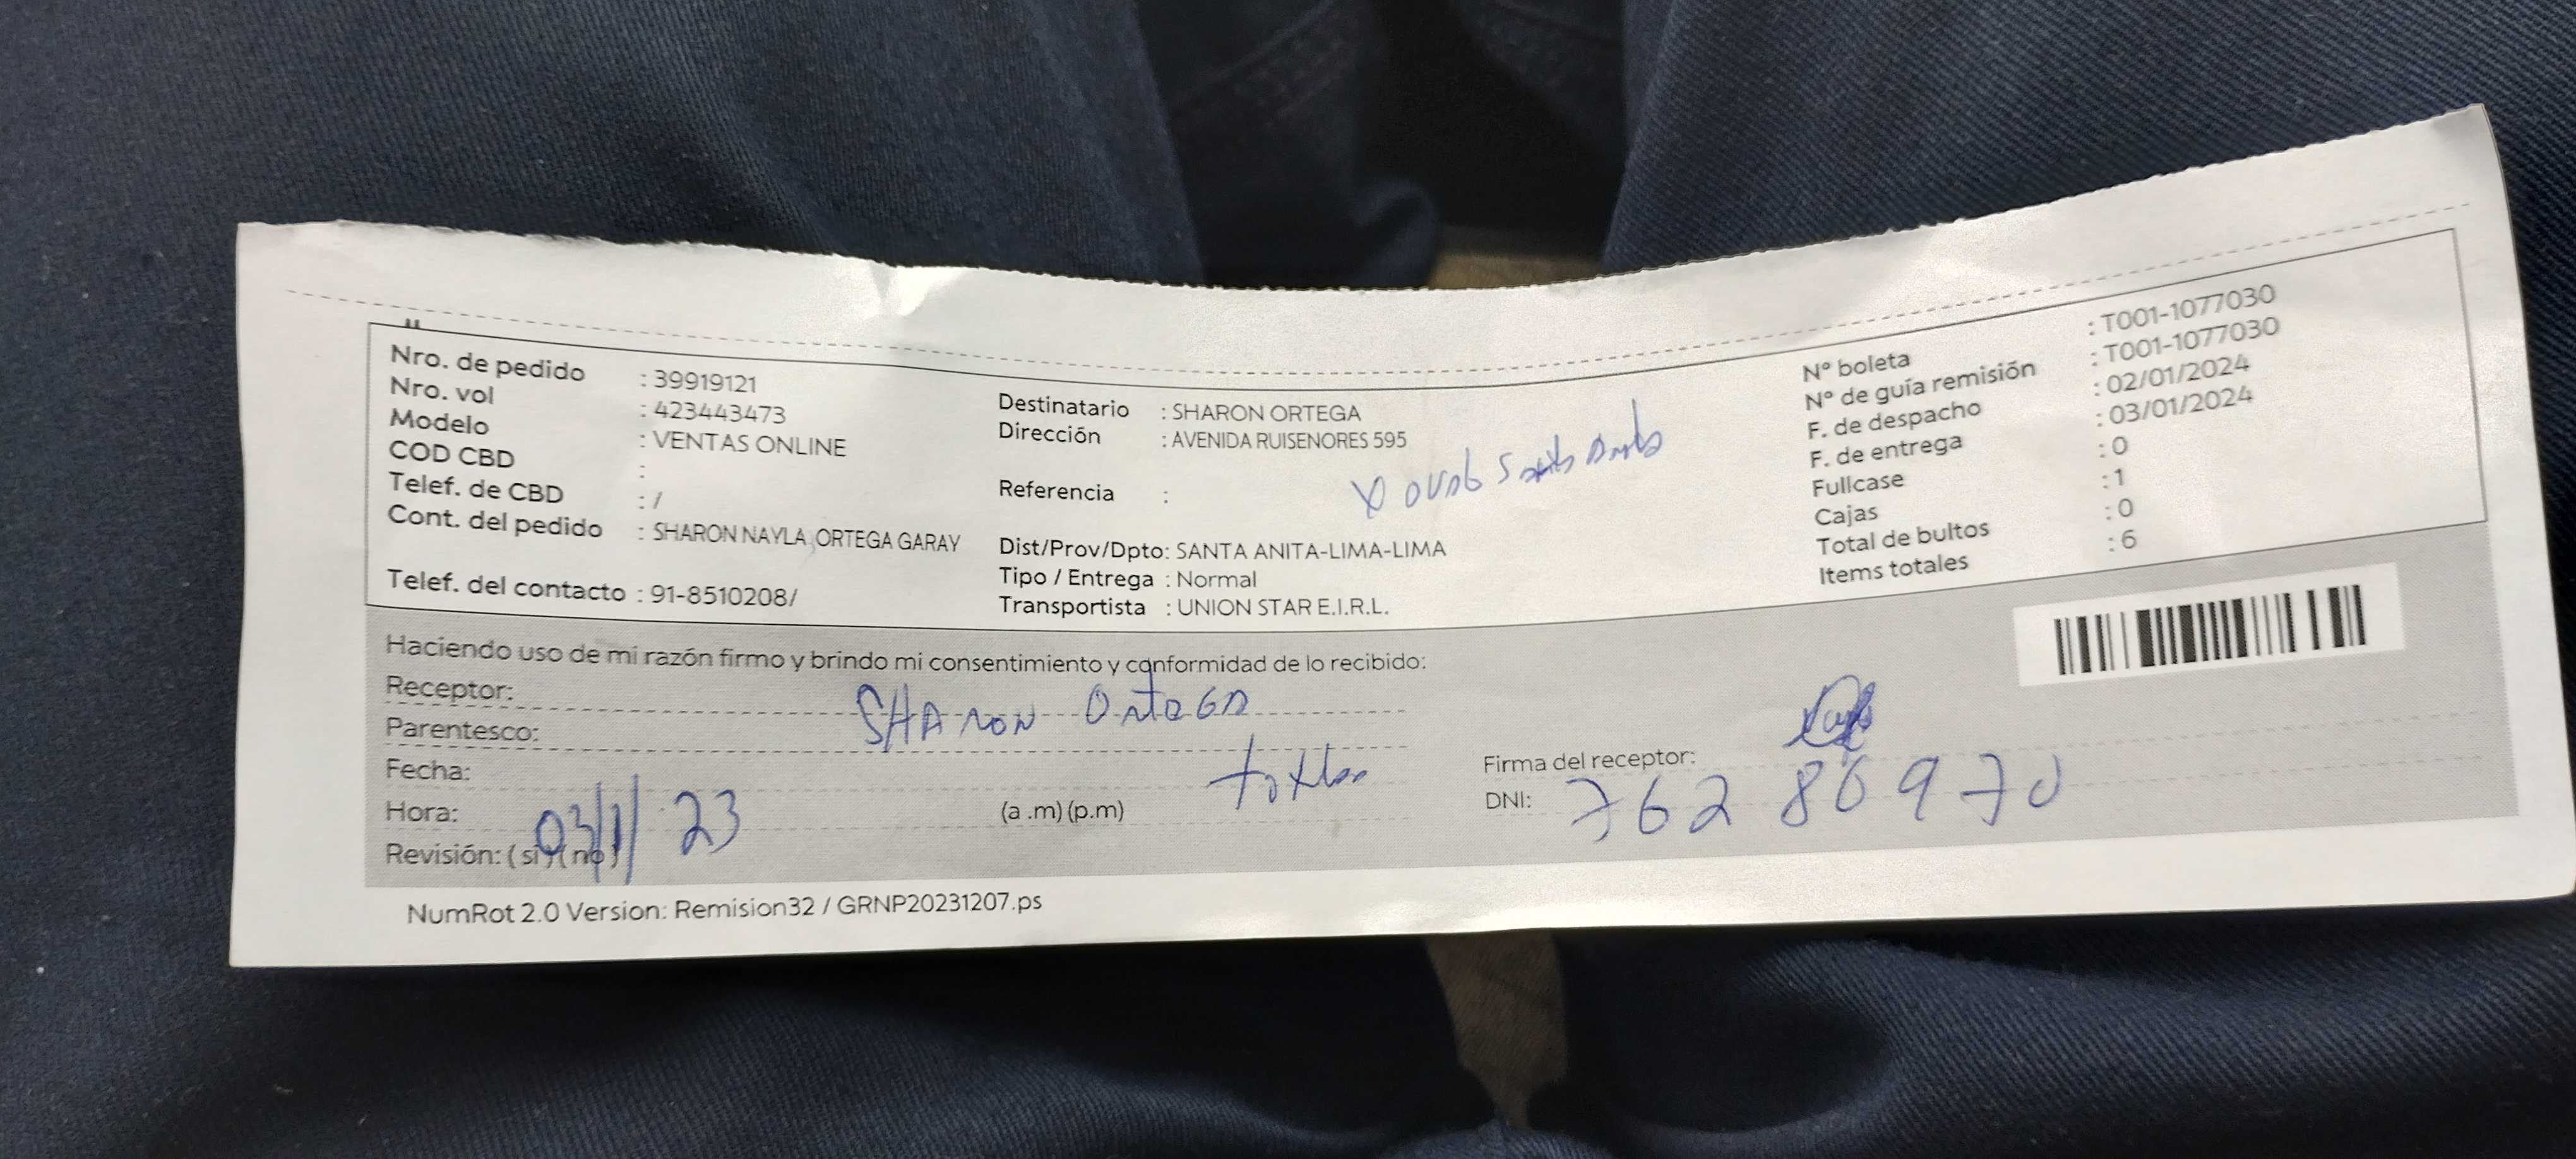 Nro. de pedido : 39919121
Nro. vol : 423443473
Modelo : VENTAS ONLINE
COD CBD :
Telef. de CBD : /
Cont. del pedido : SHARON NAYLA ORTEGA GARAY
Telef. del contacto : 91-8510208/
Destinatario : SHARON ORTEGA
Dirección : AVENIDA RUISENORES 595
Referencia :
Dist/Prov/Dpto: SANTA ANITA-LIMA-LIMA
Tipo / Entrega : Normal
Transportista : UNION STAR E.I.R.L.
Nº boleta : T001-1077030
Nº de guía remisión : T001-1077030
F. de despacho : 02/01/2024
F. de entrega : 03/01/2024
Fullcase : 0
Cajas : 1
Total de bultos : 0
Items totales : 6
Haciendo uso de mi razón firmo y brindo mi consentimiento y conformidad de lo recibido:
Receptor: SHARON ORTEGA
Parentesco:
Fecha: 03/1/23
Hora: (a .m) (p.m)
Revisión: ( si ) ( no )
Firma del receptor:
DNI: 76286970
NumRot 2.0 Version: Remision32 / GRNP20231207.ps